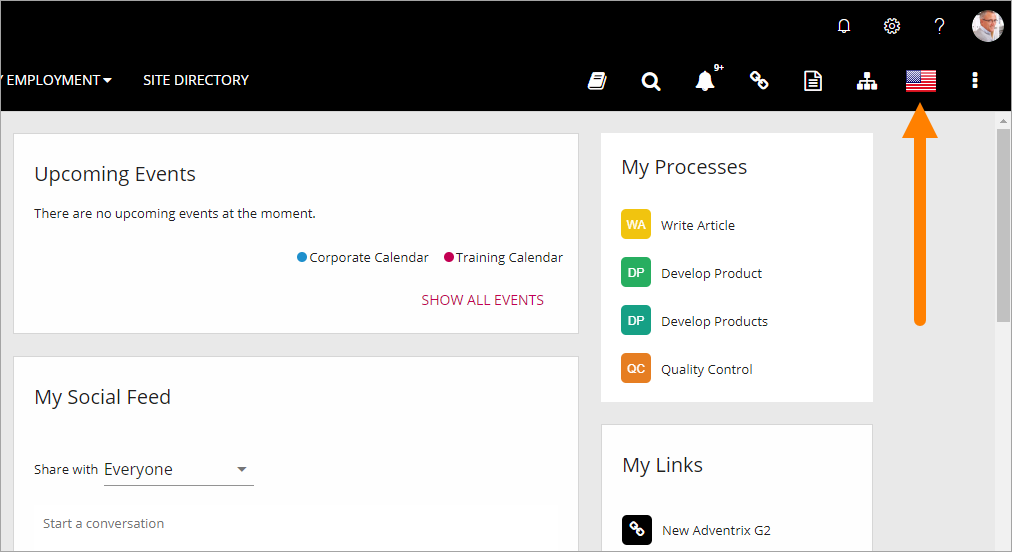 EMPLOYMENT
SITE DIRECTORY
9+
Upcoming Events
There are no upcoming events at the moment.
Corporate Calendar
Training Calendar
SHOW ALL EVENTS
My Social Feed
Share with Everyone
Start a conversation
My Processes
WA Write Article
DP Develop Product
DP Develop Products
QC Quality Control
My Links
New Adventrix G2